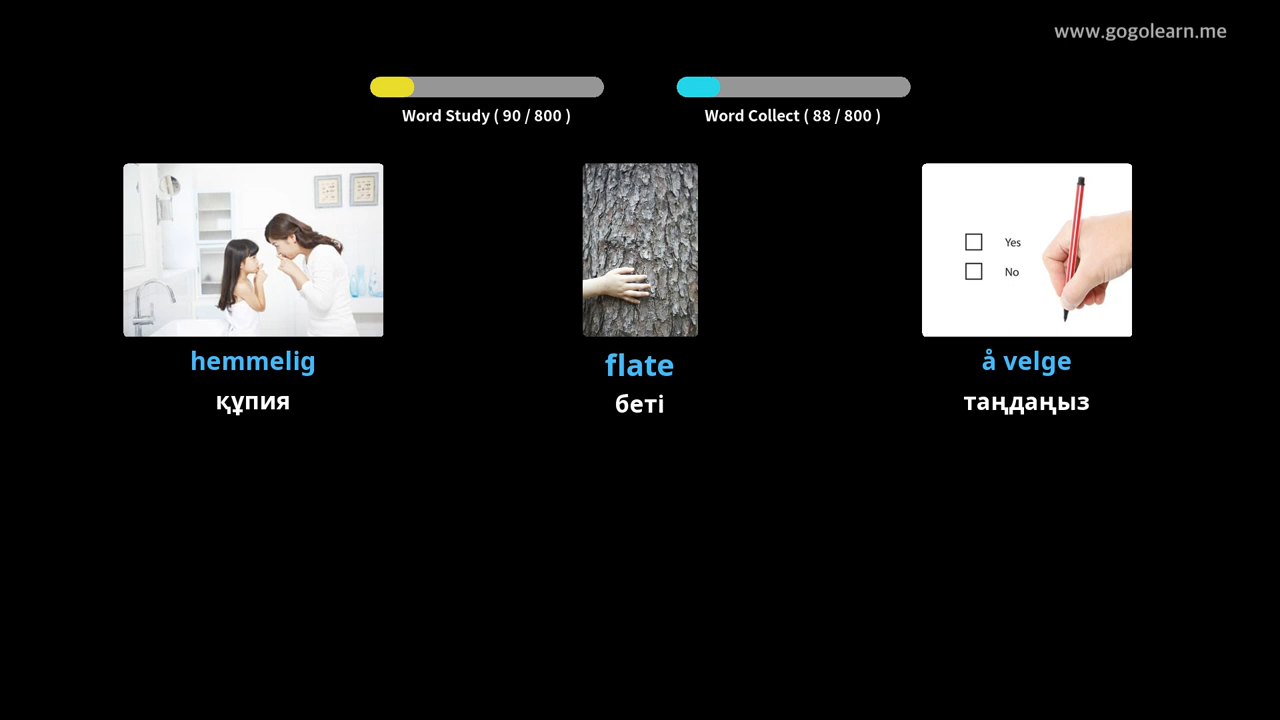 www.gogolearn.me
Word Study ( 90 / 800 )
Word Collect ( 88 / 800 )
Yes
No
hemmelig
flate
å velge
құпия
беті
таңдаңыз